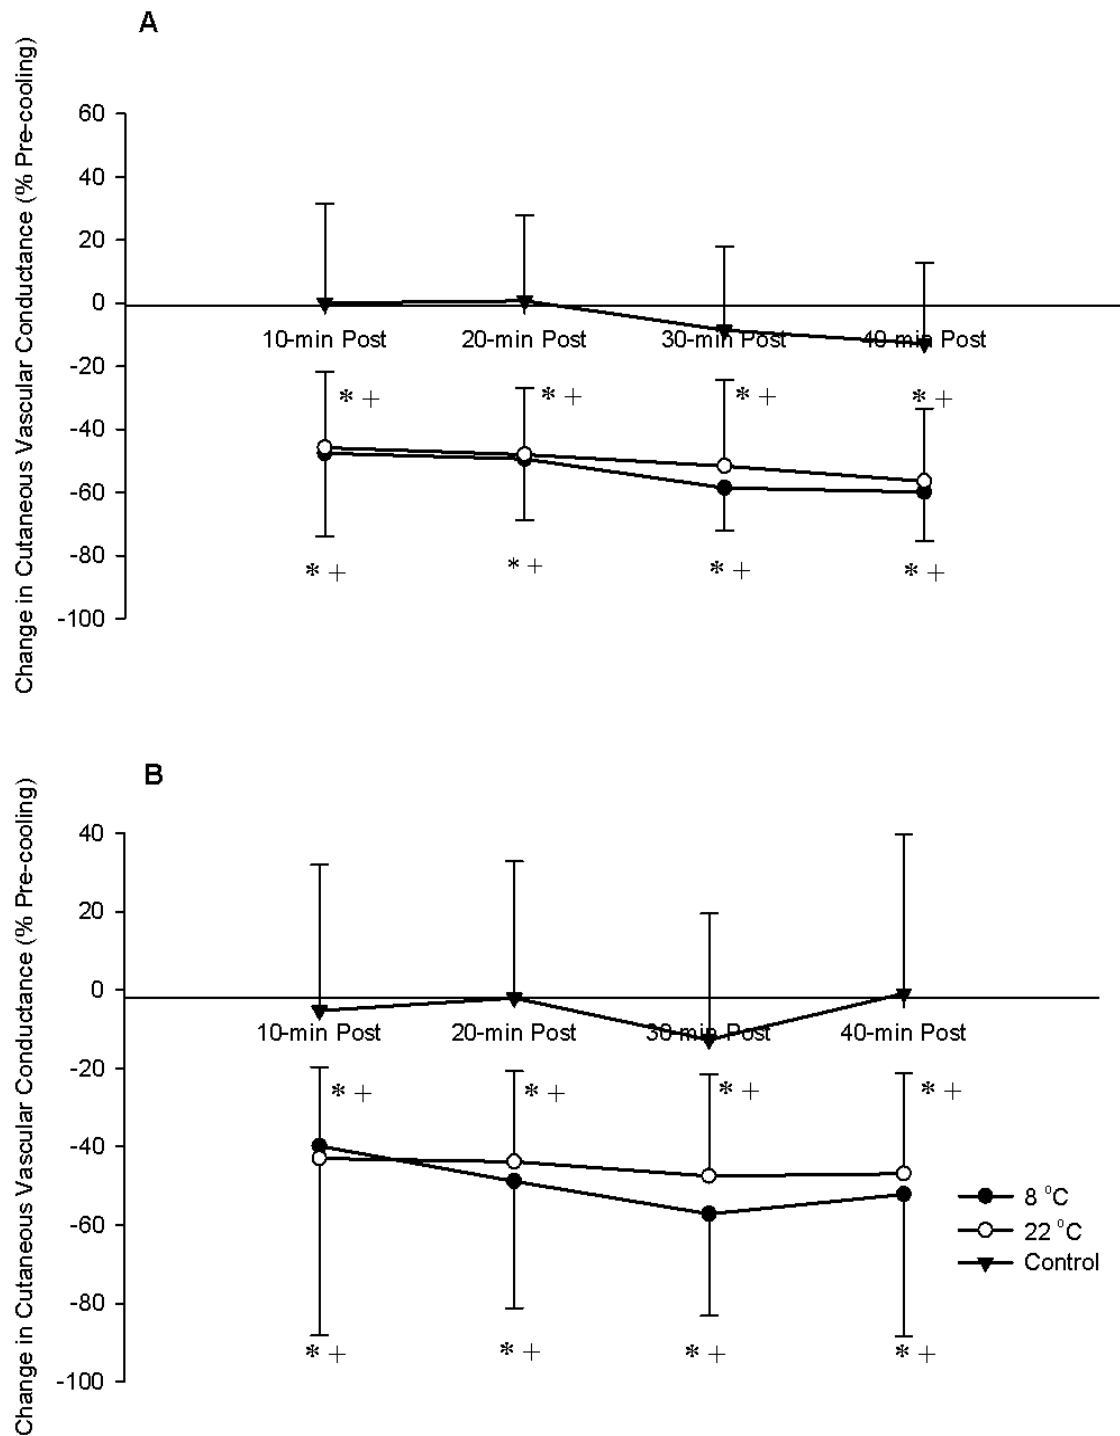 A
Change in Cutaneous Vascular Conductance (% Pre-cooling)
60
40
20
0
10-min Post 20-min Post 30-min Post 40-min Post
-20
* + * + * + * +
-40
-60
-80
* + * + * + * +
-100
B
Change in Cutaneous Vascular Conductance (% Pre-cooling)
40
20
0
10-min Post 20-min Post 30-min Post 40-min Post
-20
* + * + * + * +
-40
8 °C
-60
22 °C
Control
-80
* + * + * + * +
-100